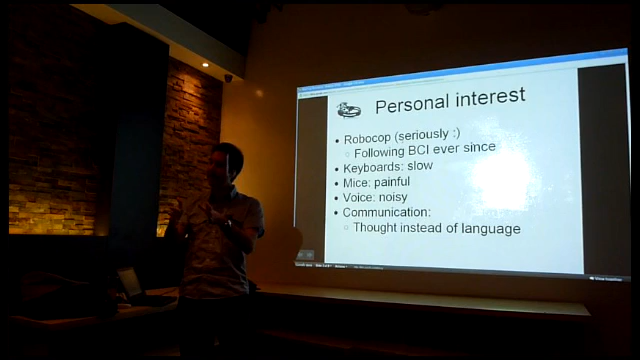 Personal interest
• Robocop (seriously :)
○ Following BCI ever since
• Keyboards: slow
• Mice: painful
• Voice: noisy
• Communication:
○ Thought instead of language